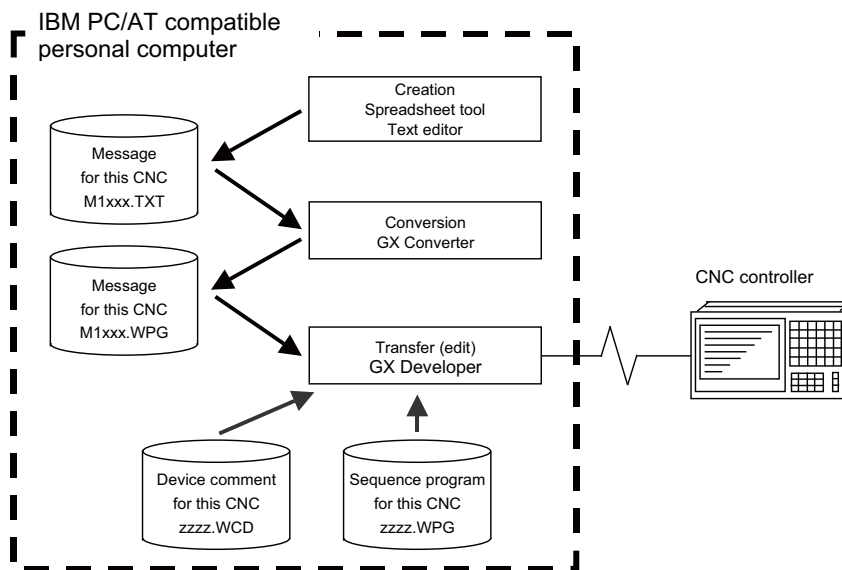 IBM PC/AT compatible
personal computer
Creation
Spreadsheet tool
Text editor
Message
for this CNC
M1xxx.TXT
Conversion
GX Converter
Message
for this CNC
M1xxx.WPG
CNC controller
Transfer (edit)
GX Developer
Device comment
for this CNC
zzzz.WCD
Sequence program
for this CNC
zzzz.WPG